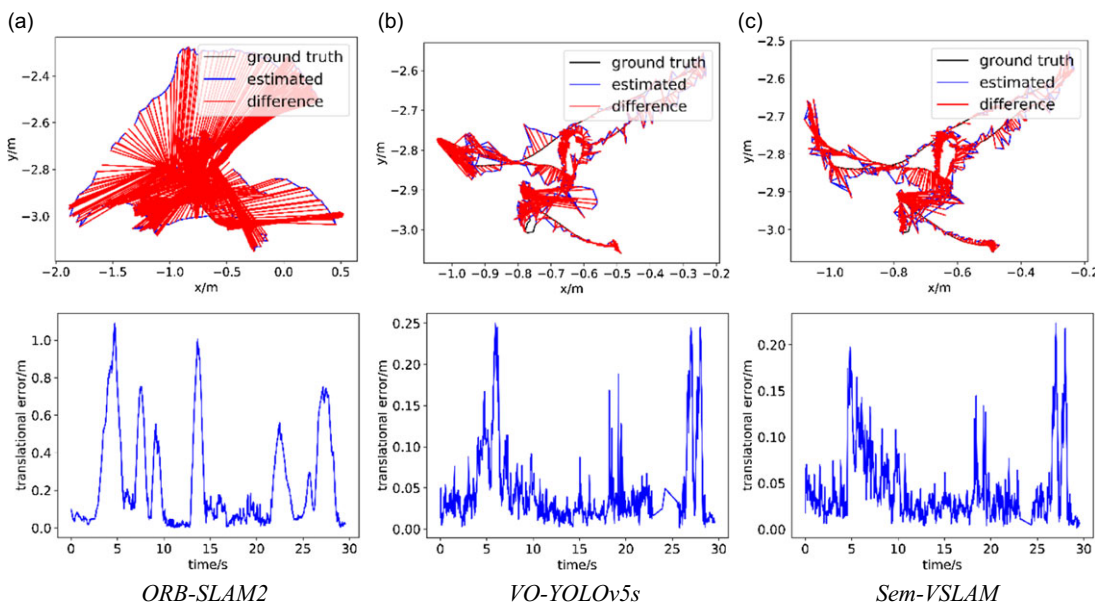 (a)
(b)
(c)
ground truth
estimated
difference
y/m
−2.4
−2.6
−2.8
−3.0
−2.0 −1.5 −1.0 −0.5 0.0 0.5
x/m
ground truth
estimated
difference
y/m
−2.6
−2.7
−2.8
−2.9
−3.0
−1.0 −0.9 −0.8 −0.7 −0.6 −0.5 −0.4 −0.3 −0.2
x/m
ground truth
estimated
difference
y/m
−2.5
−2.6
−2.7
−2.8
−2.9
−3.0
−1.0 −0.8 −0.6 −0.4 −0.2
x/m
translational error/m
1.0
0.8
0.6
0.4
0.2
0.0
0 5 10 15 20 25 30
time/s
ORB-SLAM2
translational error/m
0.25
0.20
0.15
0.10
0.05
0.00
0 5 10 15 20 25 30
time/s
VO-YOLOv5s
translational error/m
0.20
0.15
0.10
0.05
0.00
0 5 10 15 20 25 30
time/s
Sem-VSLAM